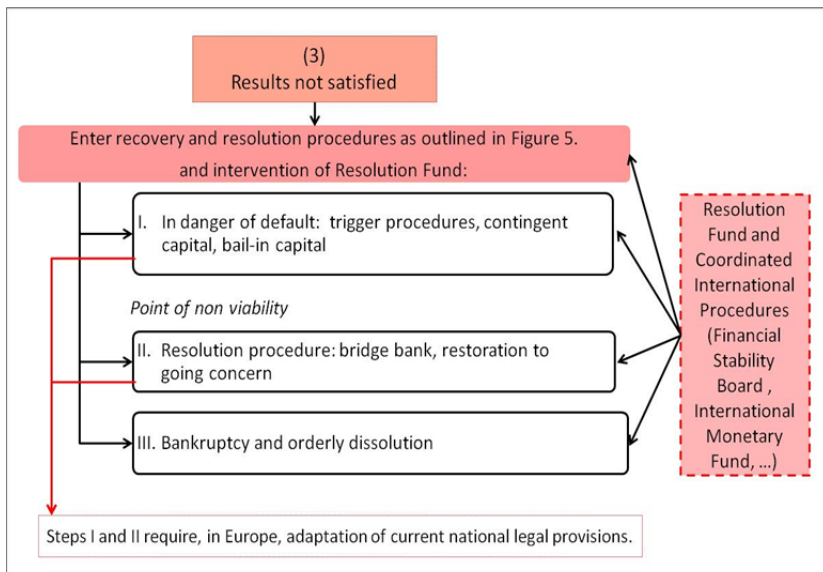 (3)
Results not satisfied
Enter recovery and resolution procedures as outlined in Figure 5.
and intervention of Resolution Fund:
I. In danger of default: trigger procedures, contingent
capital, bail-in capital
Point of non viability
II. Resolution procedure: bridge bank, restoration to
going concern
III. Bankruptcy and orderly dissolution
Resolution
Fund and
Coordinated
International
Procedures
(Financial
Stability
Board ,
International
Monetary
Fund, ...)
Steps I and II require, in Europe, adaptation of current national legal provisions.